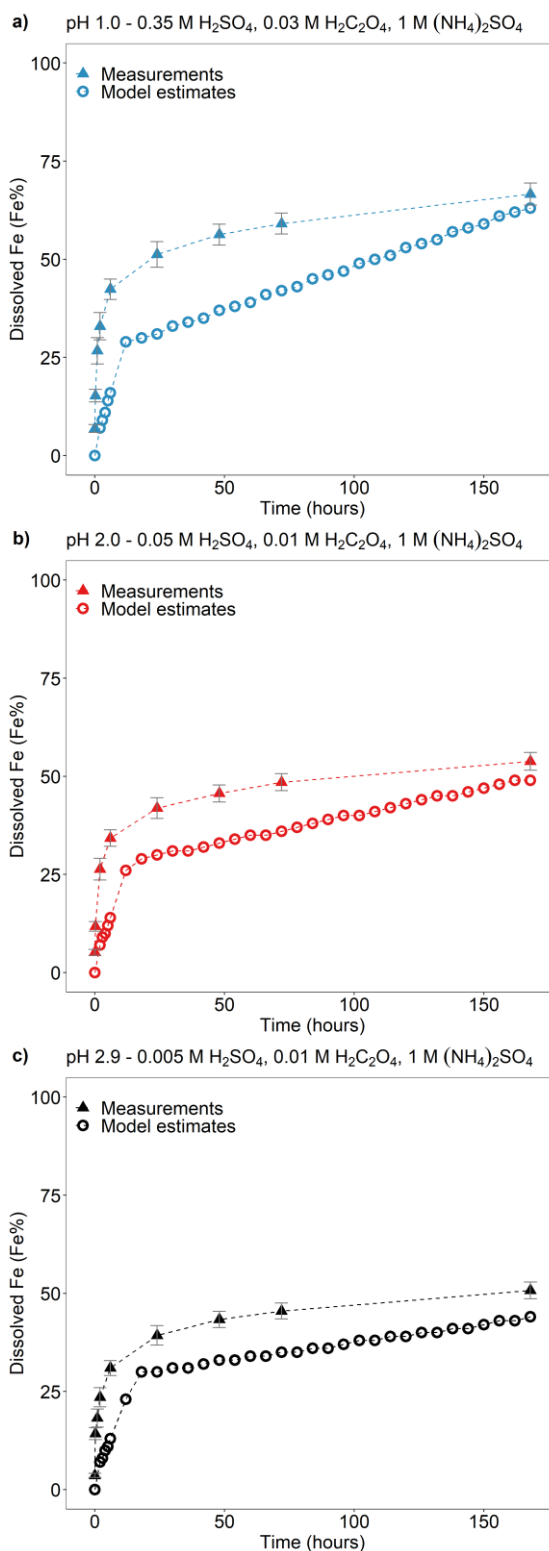 a) pH 1.0 - 0.35 M H₂SO₄, 0.03 M H₂C₂O₄, 1 M (NH₄)₂SO₄
100
Measurements
Model estimates
75
50
25
0
Dissolved Fe (Fe%)
0 50 100 150
Time (hours)
b) pH 2.0 - 0.05 M H₂SO₄, 0.01 M H₂C₂O₄, 1 M (NH₄)₂SO₄
100
Measurements
Model estimates
75
50
25
0
Dissolved Fe (Fe%)
0 50 100 150
Time (hours)
c) pH 2.9 - 0.005 M H₂SO₄, 0.01 M H₂C₂O₄, 1 M (NH₄)₂SO₄
100
Measurements
Model estimates
75
50
25
0
Dissolved Fe (Fe%)
0 50 100 150
Time (hours)